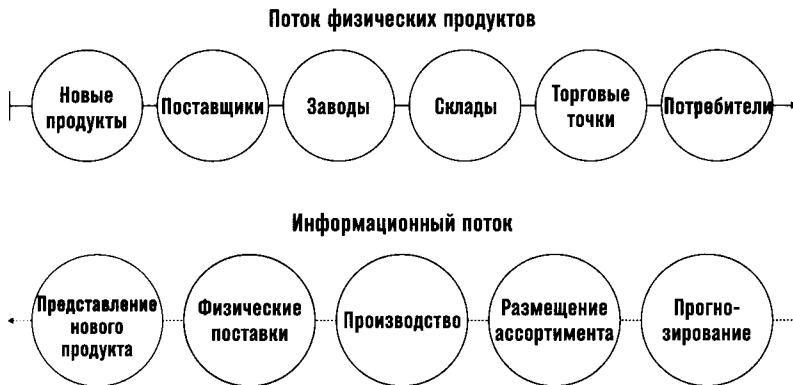 Поток физических продуктов
Новые
продукты
Поставщики
Заводы
Склады
Торговые
точки
Потребители
Информационный поток
Представление
нового
продукта
Физические
поставки
Производство
Размещение
ассортимента
Прогно-
зирование